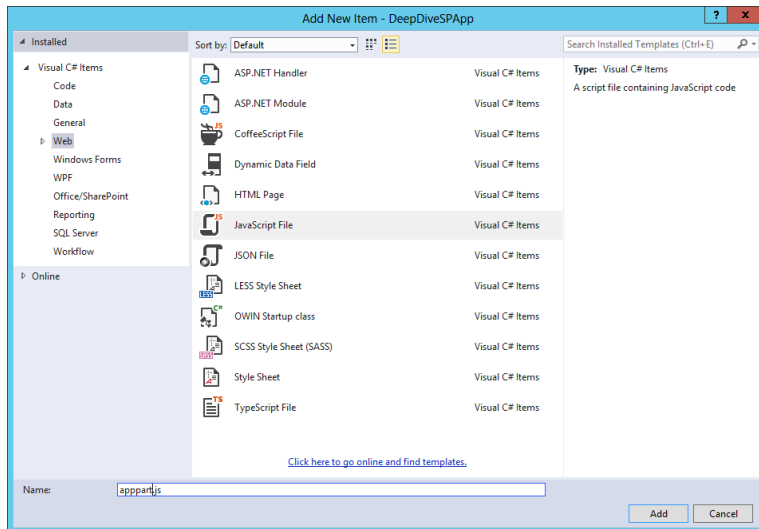 Add New Item - DeepDiveSPApp
? x
Installed
Sort by: Default
Search Installed Templates (Ctrl+E)
Visual C# Items
Code
Data
General
Web
Windows Forms
WPF
Office/SharePoint
Reporting
SQL Server
Workflow
Online
ASP.NET Handler Visual C# Items
ASP.NET Module Visual C# Items
JS
CoffeeScript File Visual C# Items
Dynamic Data Field Visual C# Items
HTML Page Visual C# Items
JS
JavaScript File Visual C# Items
JSON File Visual C# Items
LESS
LESS Style Sheet Visual C# Items
C#
OWIN Startup class Visual C# Items
SASS
SCSS Style Sheet (SASS) Visual C# Items
Style Sheet Visual C# Items
TS
TypeScript File Visual C# Items
Type: Visual C# Items
A script file containing JavaScript code
Click here to go online and find templates.
Name: apppart.js
Add Cancel